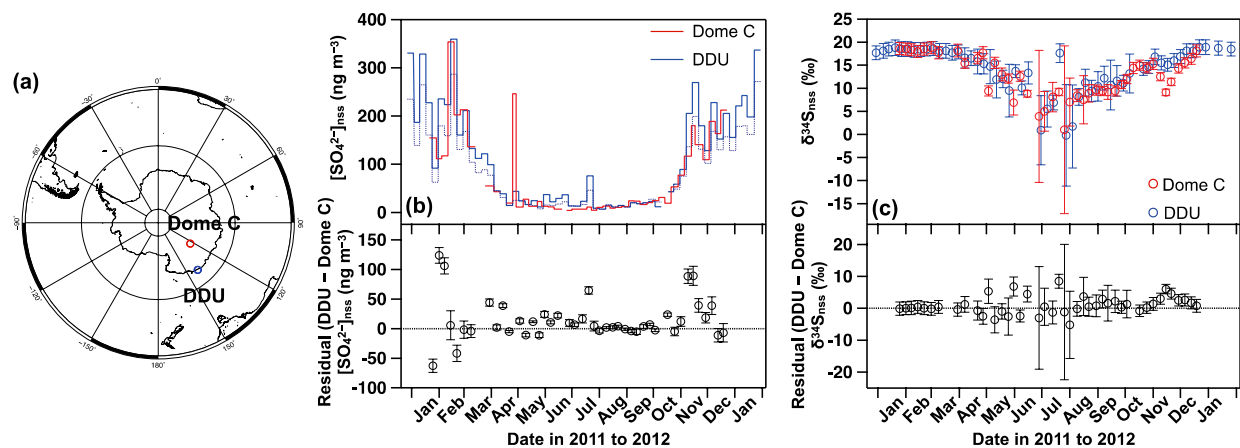 (a)
0°
30°
60°
90°
120°
150°
180°
−150°
−120°
−90°
−60°
−30°
Dome C
DDU
[SO₄²⁻]nss (ng m⁻³)
400
300
200
100
0
Dome C
DDU
(b)
Residual (DDU – Dome C)
[SO₄²⁻]nss (ng m⁻³)
150
100
50
0
-50
-100
Jan Feb Mar Apr May Jun Jul Aug Sep Oct Nov Dec Jan
Date in 2011 to 2012
δ³⁴Snss (‰)
25
20
15
10
5
0
-5
-10
-15
Dome C
DDU
(c)
Residual (DDU – Dome C)
δ³⁴Snss (‰)
20
10
0
-10
-20
Jan Feb Mar Apr May Jun Jul Aug Sep Oct Nov Dec Jan
Date in 2011 to 2012